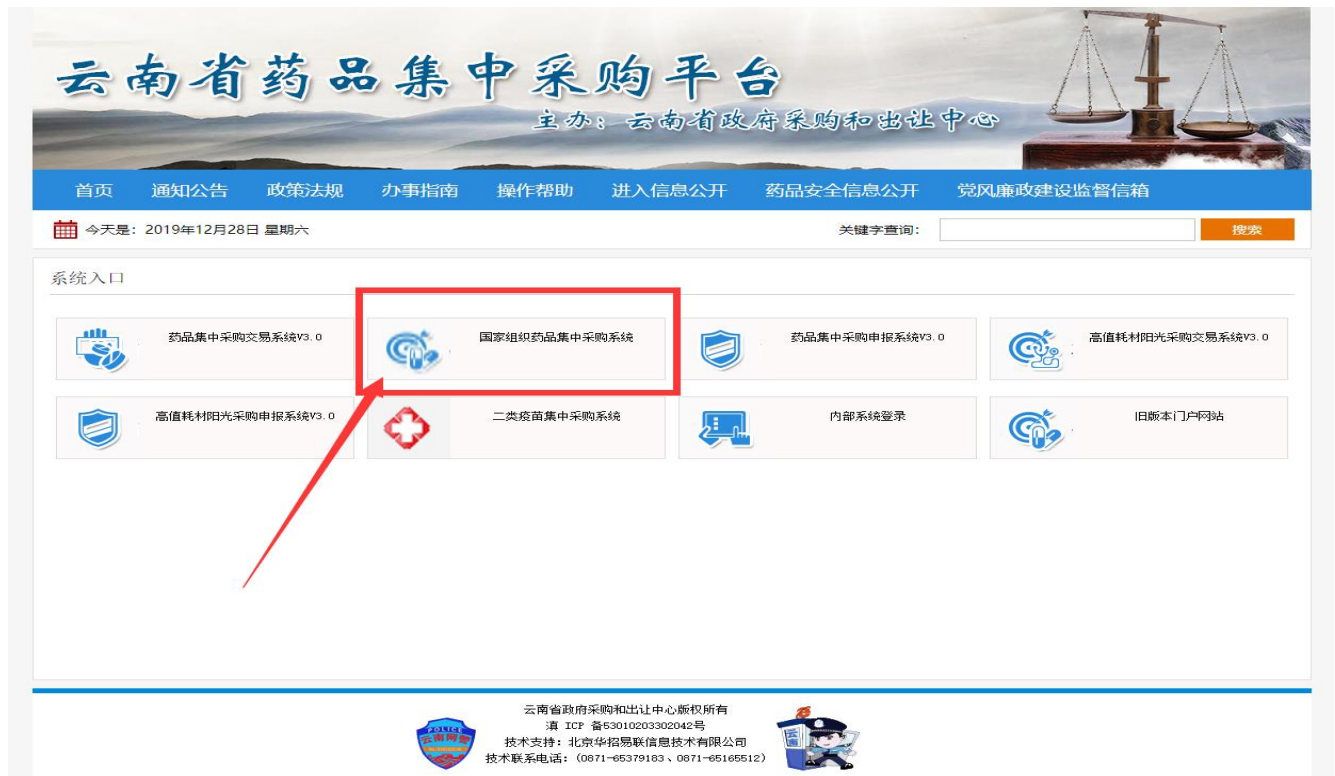 云南省药品集中采购平台
主办：云南省政府采购和出让中心
首页 通知公告 政策法规 办事指南 操作帮助 进入信息公开 药品安全信息公开 党风廉政建设监督信箱
今天是：2019年12月28日 星期六 关键字查询： 搜索
系统入口
药品集中采购交易系统V3.0 国家组织药品集中采购系统 药品集中采购申报系统V3.0 高值耗材阳光采购交易系统V3.0
高值耗材阳光采购申报系统V3.0 二类疫苗集中采购系统 内部系统登录 旧版本门户网站
云南省政府采购和出让中心版权所有
滇 ICP 备53010203302042号
技术支持：北京华招易联信息技术有限公司
技术联系电话：（0871-65379183、0871-65165512）
POLICE
云南网警
云南